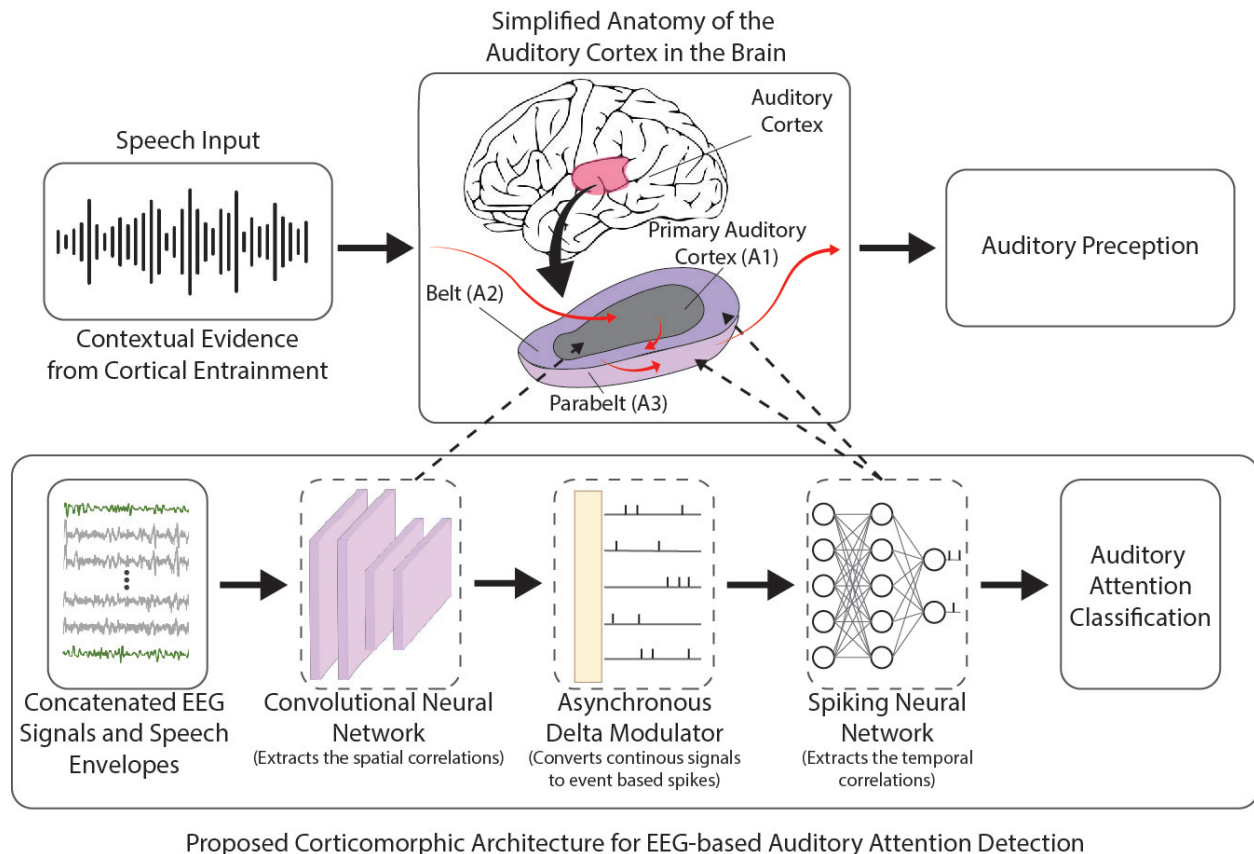 Simplified Anatomy of the
Auditory Cortex in the Brain
Speech Input
Auditory
Cortex
Primary Auditory
Cortex (A1)
Belt (A2)
Parabelt (A3)
Contextual Evidence
from Cortical Entrainment
Auditory Preception
Concatenated EEG
Signals and Speech
Envelopes
Convolutional Neural
Network
(Extracts the spatial correlations)
Asynchronous
Delta Modulator
(Converts continous signals
to event based spikes)
Spiking Neural
Network
(Extracts the temporal
correlations)
Auditory
Attention
Classification
Proposed Corticomorphic Architecture for EEG-based Auditory Attention Detection